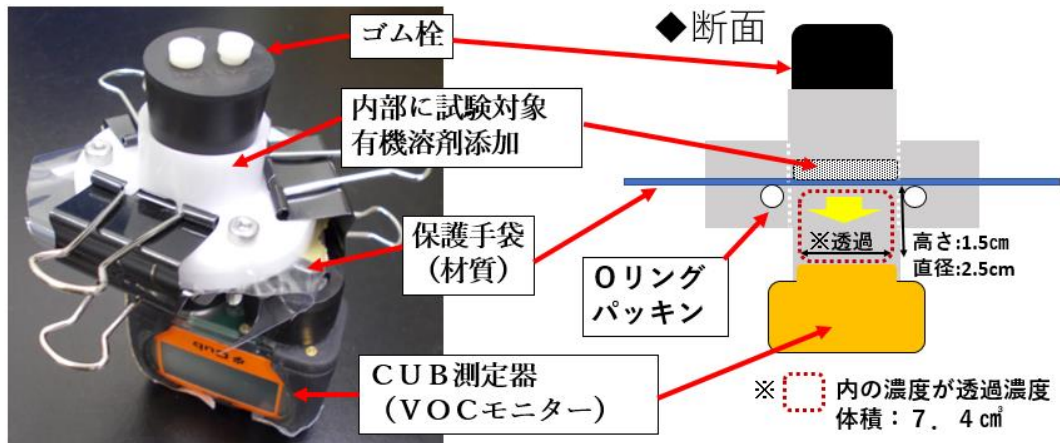 ゴム栓
◆断面
内部に試験対象
有機溶剤添加
保護手袋
（材質）
※透過
高さ:1.5㎝
直径:2.5cm
Oリング
パッキン
CUB測定器
（VOCモニター）
※ 内の濃度が透過濃度
体積：７．４㎤
Cub